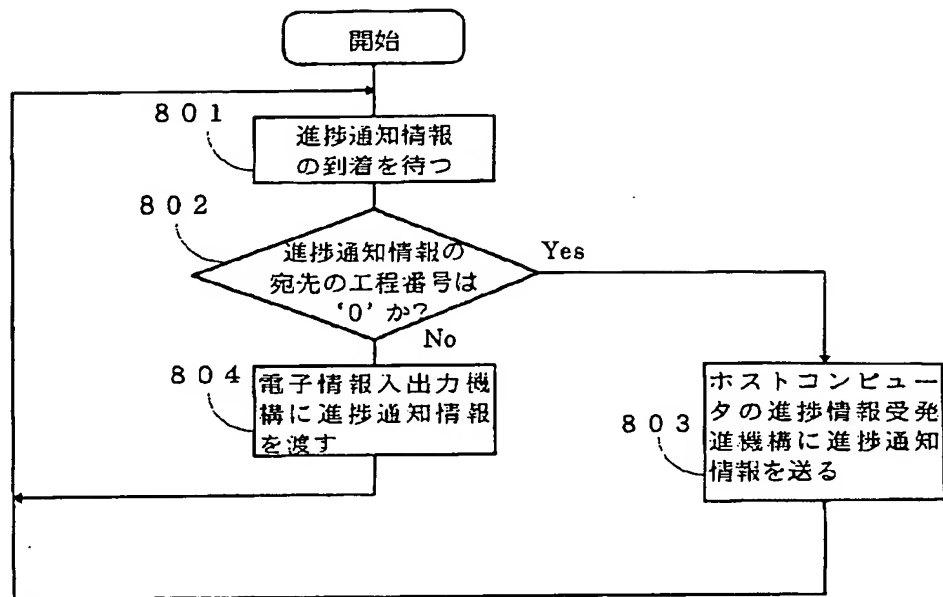 開始
801
進捗通知情報
の到着を待つ
802
進捗通知情報の
宛先の工程番号は
‘0’か?
Yes
No
804
電子情報入出力機
構に進捗通知情報
を渡す
803
ホストコンピュー
タの進捗情報受発
進機構に進捗通知
情報を送る